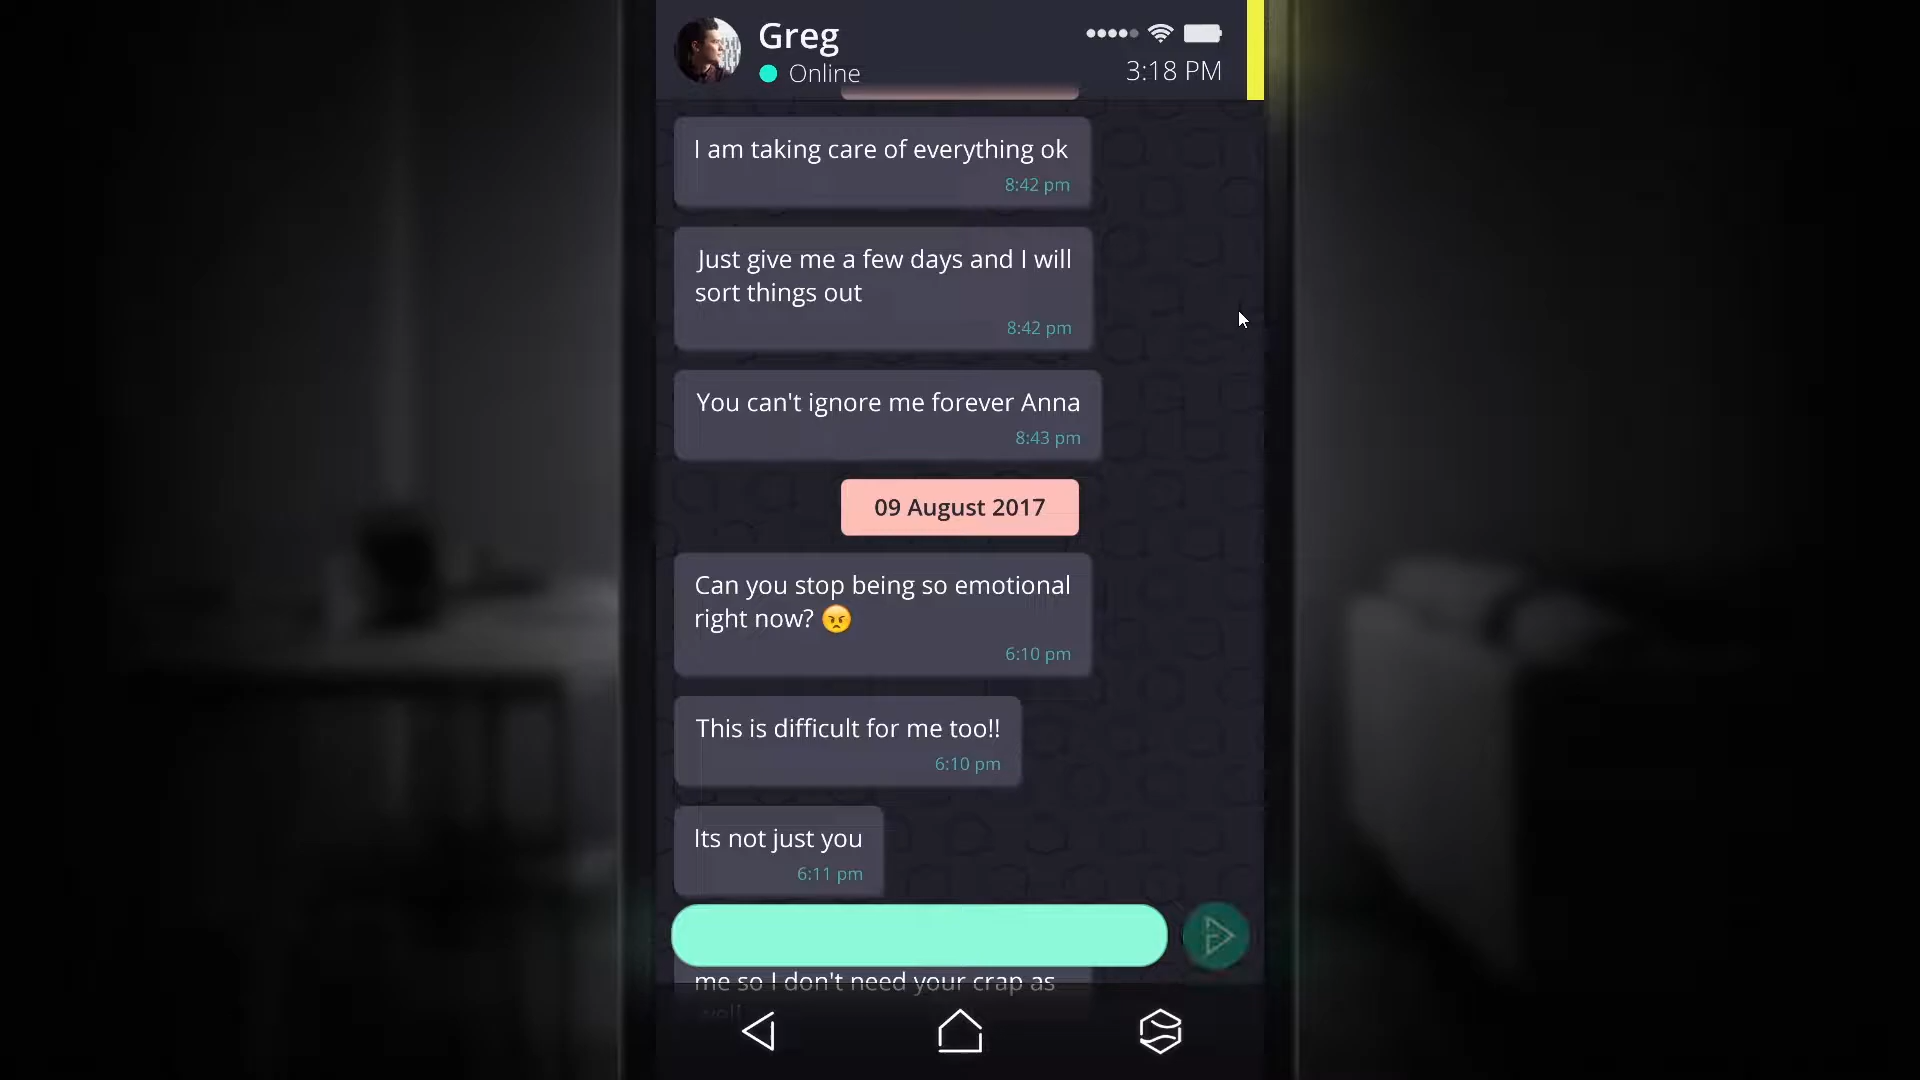 Greg
Online
3:18 PM
I am taking care of everything ok
8:42 pm
Just give me a few days and I will
sort things out
8:42 pm
You can't ignore me forever Anna
8:43 pm
09 August 2017
Can you stop being so emotional
right now? 😠
6:10 pm
This is difficult for me too!!
6:10 pm
Its not just you
6:11 pm
me so I don't need your crap as